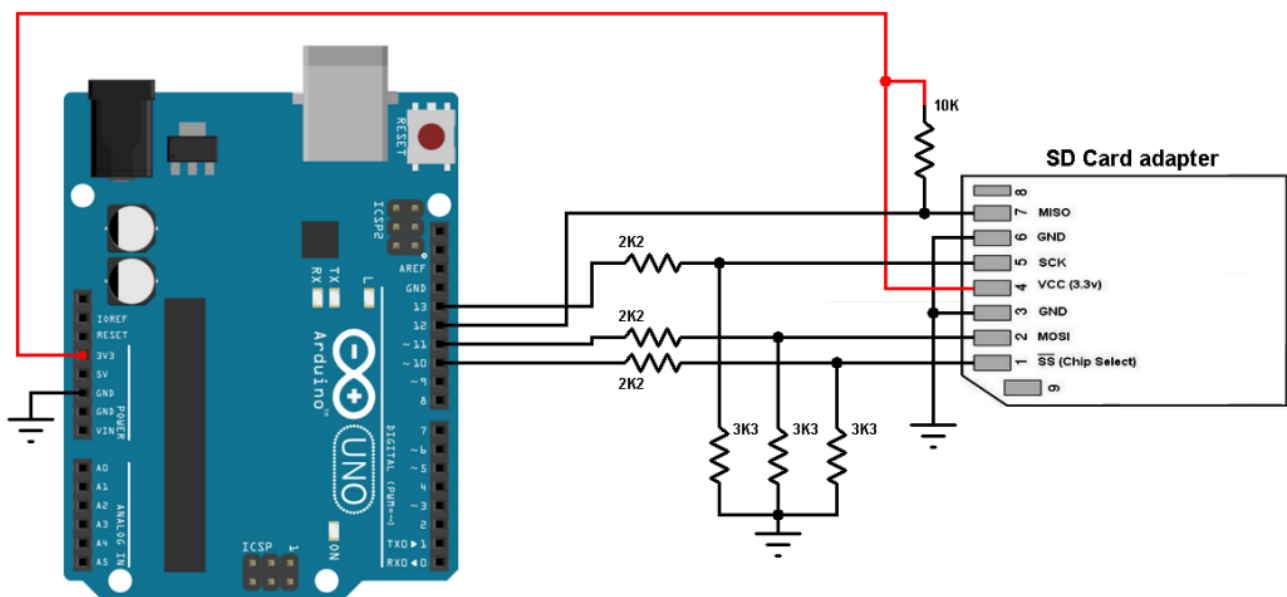 10K
SD Card adapter
RESET
8
7 MISO
6 GND
5 SCK
4 VCC (3.3v)
3 GND
2 MOSI
1 SS (Chip Select)
9
2K2
2K2
2K2
3K3
3K3
3K3
ICSP2
AREF
GND
13
12
~11
~10
~9
8
7
~6
~5
4
~3
2
TX0►1
RX0◄0
DIGITAL (PWM=~)
RX
TX
L
Arduino™
UNO
IOREF
RESET
3V3
5V
GND
GND
VIN
POWER
A0
A1
A2
A3
A4
A5
ANALOG IN
ICSP
1
ON